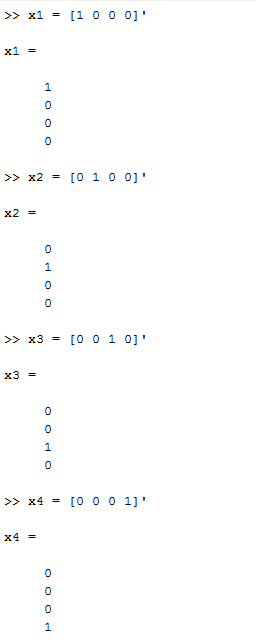 >> x1 = [1 0 0 0]'
x1 =
1
0
0
0
>> x2 = [0 1 0 0]'
x2 =
0
1
0
0
>> x3 = [0 0 1 0]'
x3 =
0
0
1
0
>> x4 = [0 0 0 1]'
x4 =
0
0
0
1